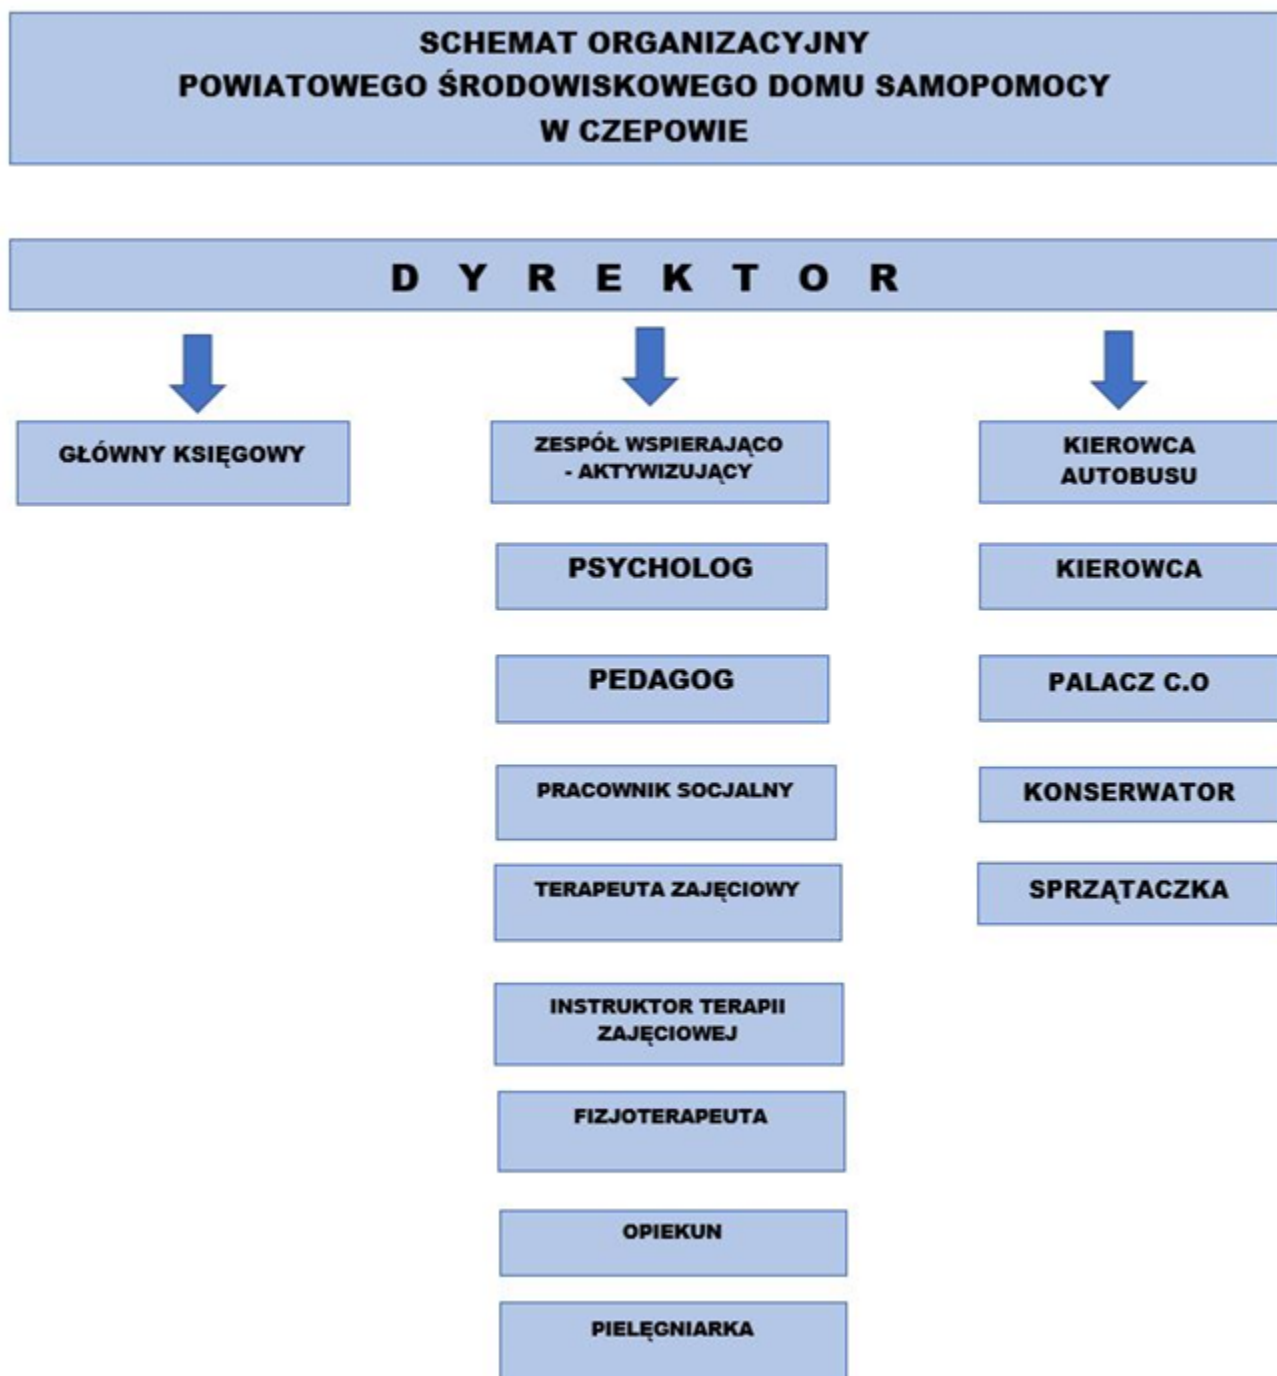 SCHEMAT ORGANIZACYJNY
POWIATOWEGO ŚRODOWISKOWEGO DOMU SAMOPOMOCY
W CZEPOWIE
D Y R E K T O R
GŁÓWNY KSIĘGOWY
ZESPÓŁ WSPIERAJĄCO
- AKTYWIZUJĄCY
PSYCHOLOG
PEDAGOG
PRACOWNIK SOCJALNY
TERAPEUTA ZAJĘCIOWY
INSTRUKTOR TERAPII
ZAJĘCIOWEJ
FIZJOTERAPEUTA
OPIEKUN
PIELĘGNIARKA
KIEROWCA
AUTOBUSU
KIEROWCA
PALACZ C.O
KONSERWATOR
SPRZĄTACZKA